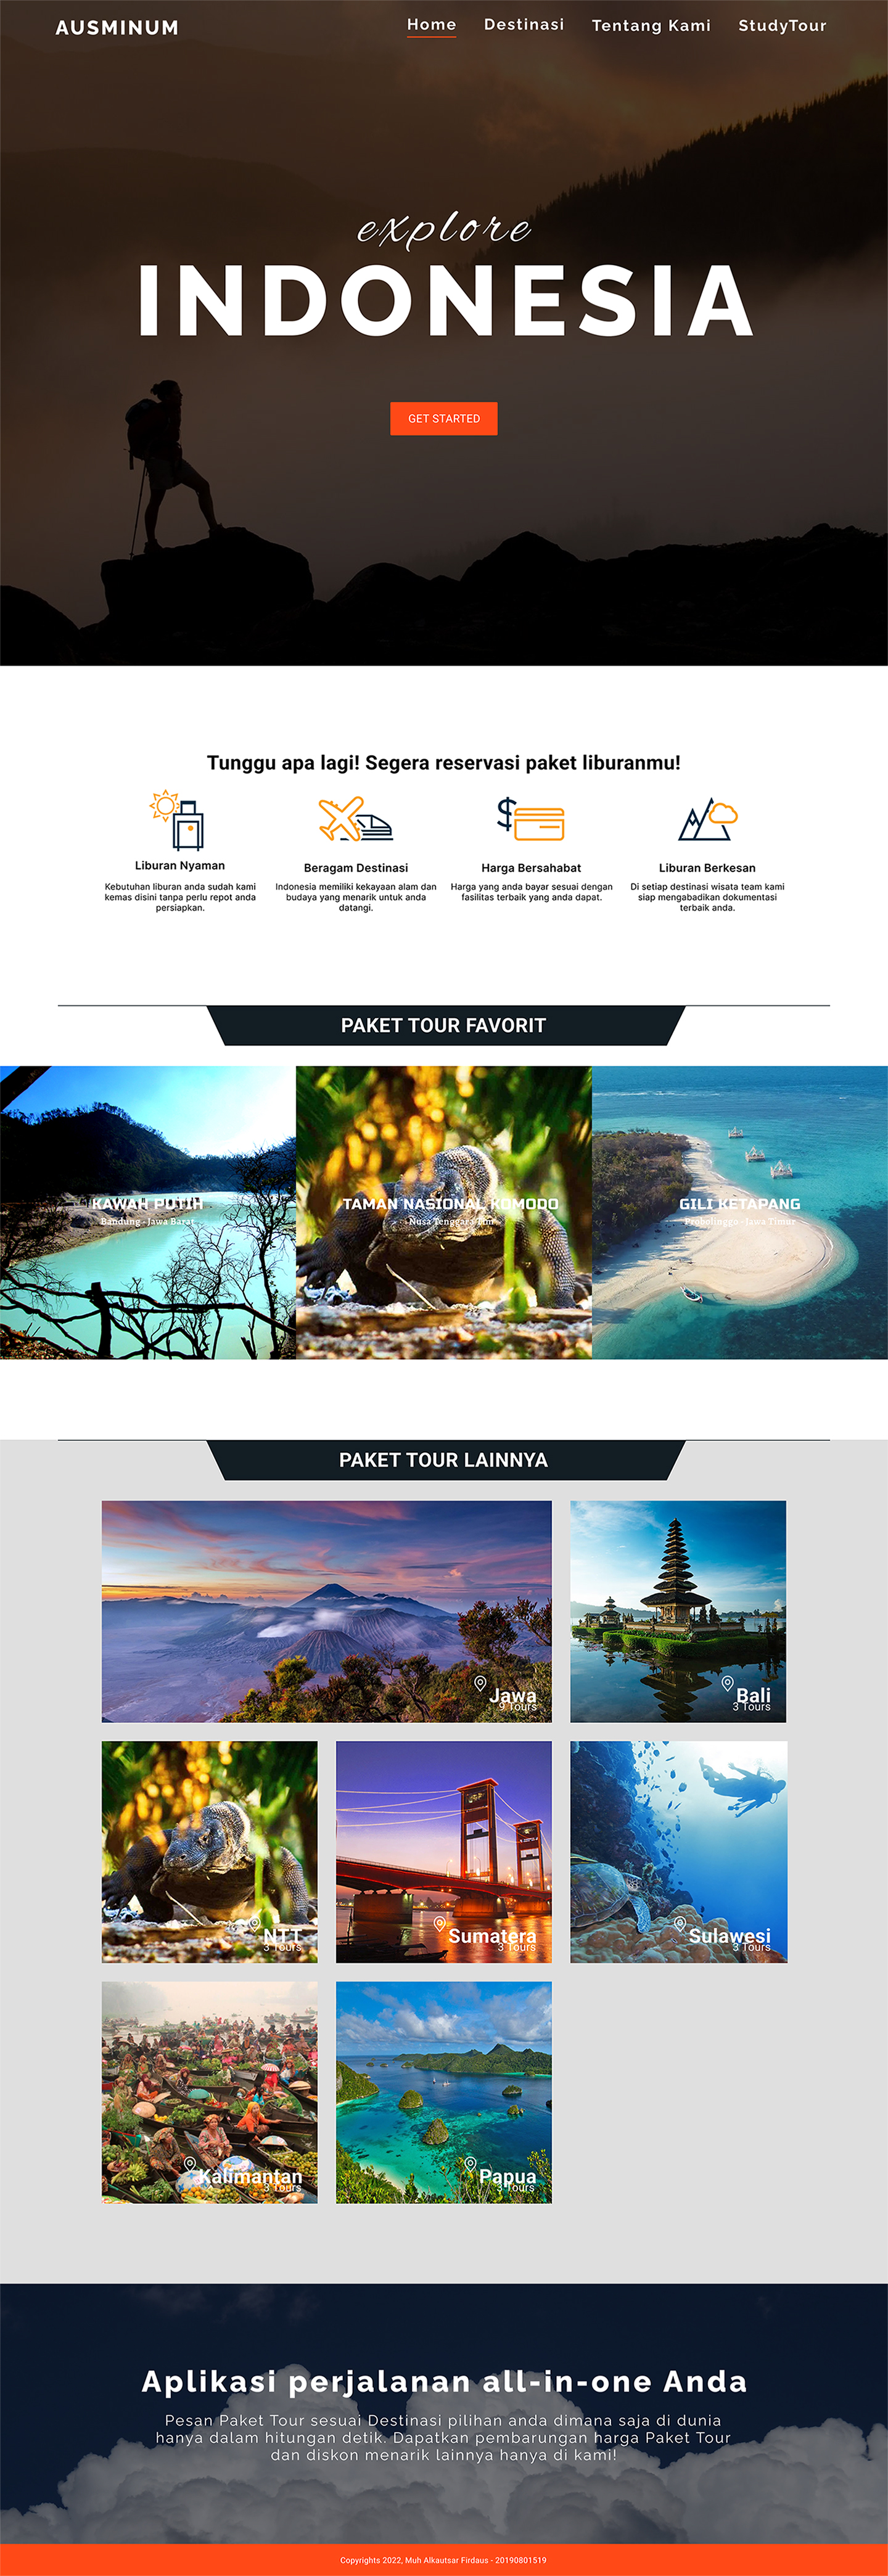 AUSMINUM
Home
Destinasi
Tentang Kami
StudyTour
explore
INDONESIA
GET STARTED
Tunggu apa lagi! Segera reservasi paket liburanmu!
Liburan Nyaman
Kebutuhan liburan anda sudah kami
kemas disini tanpa perlu repot anda
persiapkan.
Beragam Destinasi
Indonesia memiliki kekayaan alam dan
budaya yang menarik untuk anda
datangi.
Harga Bersahabat
Harga yang anda bayar sesuai dengan
fasilitas terbaik yang anda dapat.
Liburan Berkesan
Di setiap destinasi wisata team kami
siap mengabadikan dokumentasi
terbaik anda.
PAKET TOUR FAVORIT
KAWAH PUTIH
Bandung - Jawa Barat
TAMAN NASIONAL KOMODO
Nusa Tenggara
GILI KETAPANG
Probolinggo - Jawa Timur
PAKET TOUR LAINNYA
Jawa
9 Tours
Bali
3 Tours
NTT
3 Tours
Sumatera
3 Tours
Sulawesi
3 Tours
Kalimantan
3 Tours
Papua
3 Tours
Aplikasi perjalanan all-in-one Anda
Pesan Paket Tour sesuai Destinasi pilihan anda dimana saja di dunia
hanya dalam hitungan detik. Dapatkan pembarungan harga Paket Tour
dan diskon menarik lainnya hanya di kami!
Copyrights 2022, Muh Alkautsar Firdaus - 20190801519